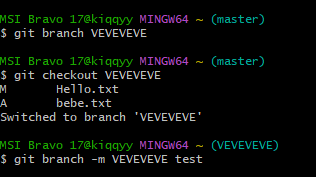 MSI Bravo 17@kiqqyy MINGW64 ~ (master)
$ git branch VEVEVEVE
MSI Bravo 17@kiqqyy MINGW64 ~ (master)
$ git checkout VEVEVEVE
M       Hello.txt
A       bebe.txt
Switched to branch 'VEVEVEVE'
MSI Bravo 17@kiqqyy MINGW64 ~ (VEVEVEVE)
$ git branch -m VEVEVEVE test